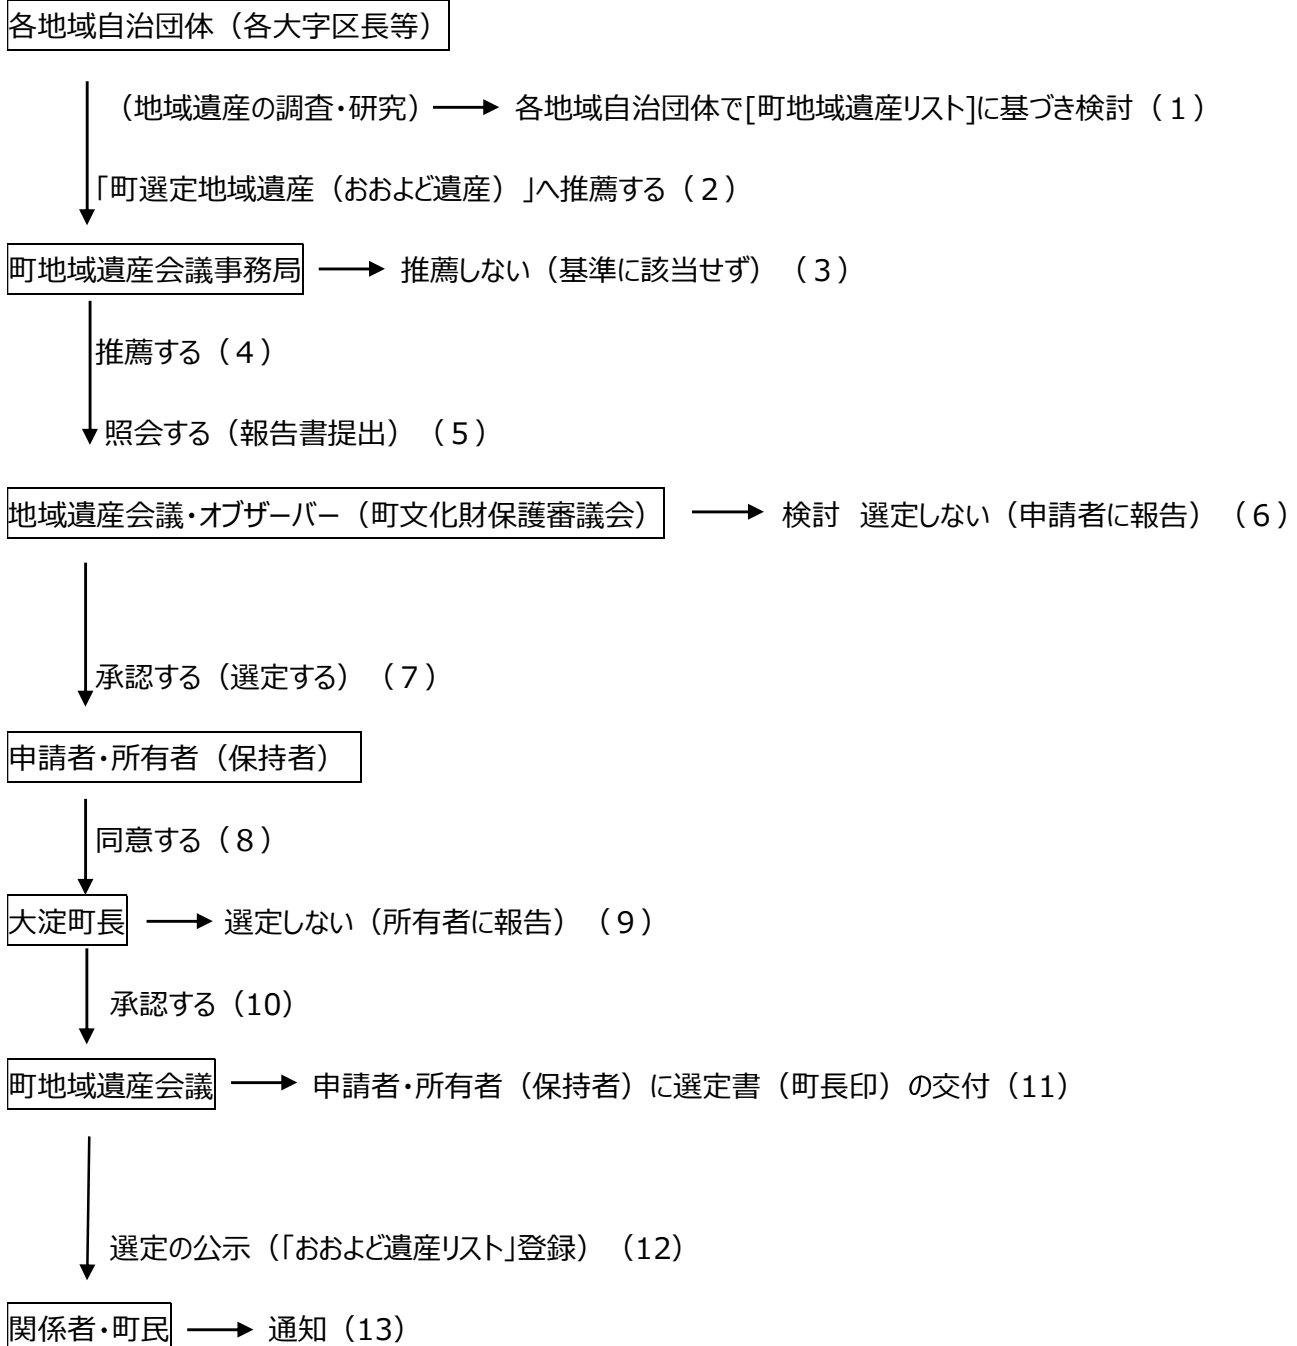 各地域自治団体（各大字区長等）
（地域遺産の調査・研究） 各地域自治団体で[町地域遺産リスト]に基づき検討（１）
「町選定地域遺産（おおよど遺産）」へ推薦する（２）
町地域遺産会議事務局 推薦しない（基準に該当せず）（３）
推薦する（４）
照会する（報告書提出）（５）
地域遺産会議・オブザーバー（町文化財保護審議会） 検討 選定しない（申請者に報告）（６）
承認する（選定する）（７）
申請者・所有者（保持者）
同意する（８）
大淀町長 選定しない（所有者に報告）（９）
承認する（10）
町地域遺産会議 申請者・所有者（保持者）に選定書（町長印）の交付（11）
選定の公示（「おおよど遺産リスト」登録）（12）
関係者・町民 通知（13）